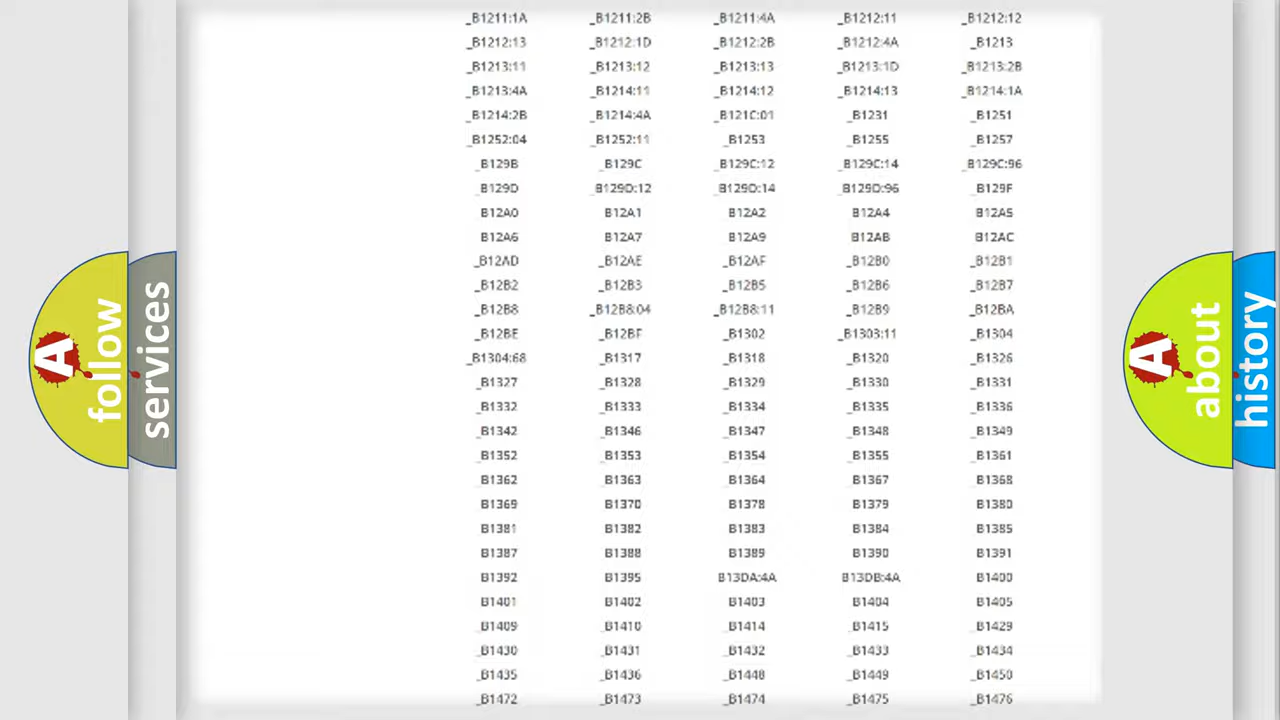 _B1211:1A _B1211:2B _B1211:4A _B1212:11 _B1212:12
_B1212:13 _B1212:1D _B1212:2B _B1212:4A _B1213
_B1213:11 _B1213:12 _B1213:13 _B1213:1D _B1213:2B
_B1213:4A _B1214:11 _B1214:12 _B1214:13 _B1214:1A
_B1214:2B _B1214:4A _B121C:01 _B1231 _B1251
_B1252:04 _B1252:11 _B1253 _B1255 _B1257
_B129B _B129C _B129C:12 _B129C:14 _B129C:96
_B129D B129D:12 _B129D:14 _B129D:96 _B129F
B12A0 B12A1 B12A2 B12A4 B12A5
B12A6 B12A7 B12A9 B12AB B12AC
_B12AD _B12AE _B12AF _B12B0 _B12B1
_B12B2 _B12B3 _B12B5 _B12B6 _B12B7
_B12B8 _B12B8:04 _B12B8:11 _B12B9 _B12BA
_B12BE _B12BF _B1302 _B1303:11 _B1304
_B1304:68 _B1317 _B1318 _B1320 _B1326
_B1327 _B1328 _B1329 _B1330 _B1331
_B1332 _B1333 _B1334 _B1335 _B1336
_B1342 _B1346 _B1347 _B1348 _B1349
_B1352 _B1353 _B1354 _B1355 _B1361
_B1362 _B1363 _B1364 _B1367 _B1368
B1369 B1370 B1378 B1379 B1380
B1381 B1382 B1383 B1384 B1385
B1387 B1388 B1389 B1390 B1391
B1392 B1395 B13DA:4A B13DB:4A B1400
B1401 B1402 B1403 B1404 B1405
_B1409 _B1410 _B1414 _B1415 _B1429
_B1430 _B1431 _B1432 _B1433 _B1434
_B1435 _B1436 _B1448 _B1449 _B1450
_B1472 _B1473 _B1474 _B1475 _B1476
A follow
services
A about
history